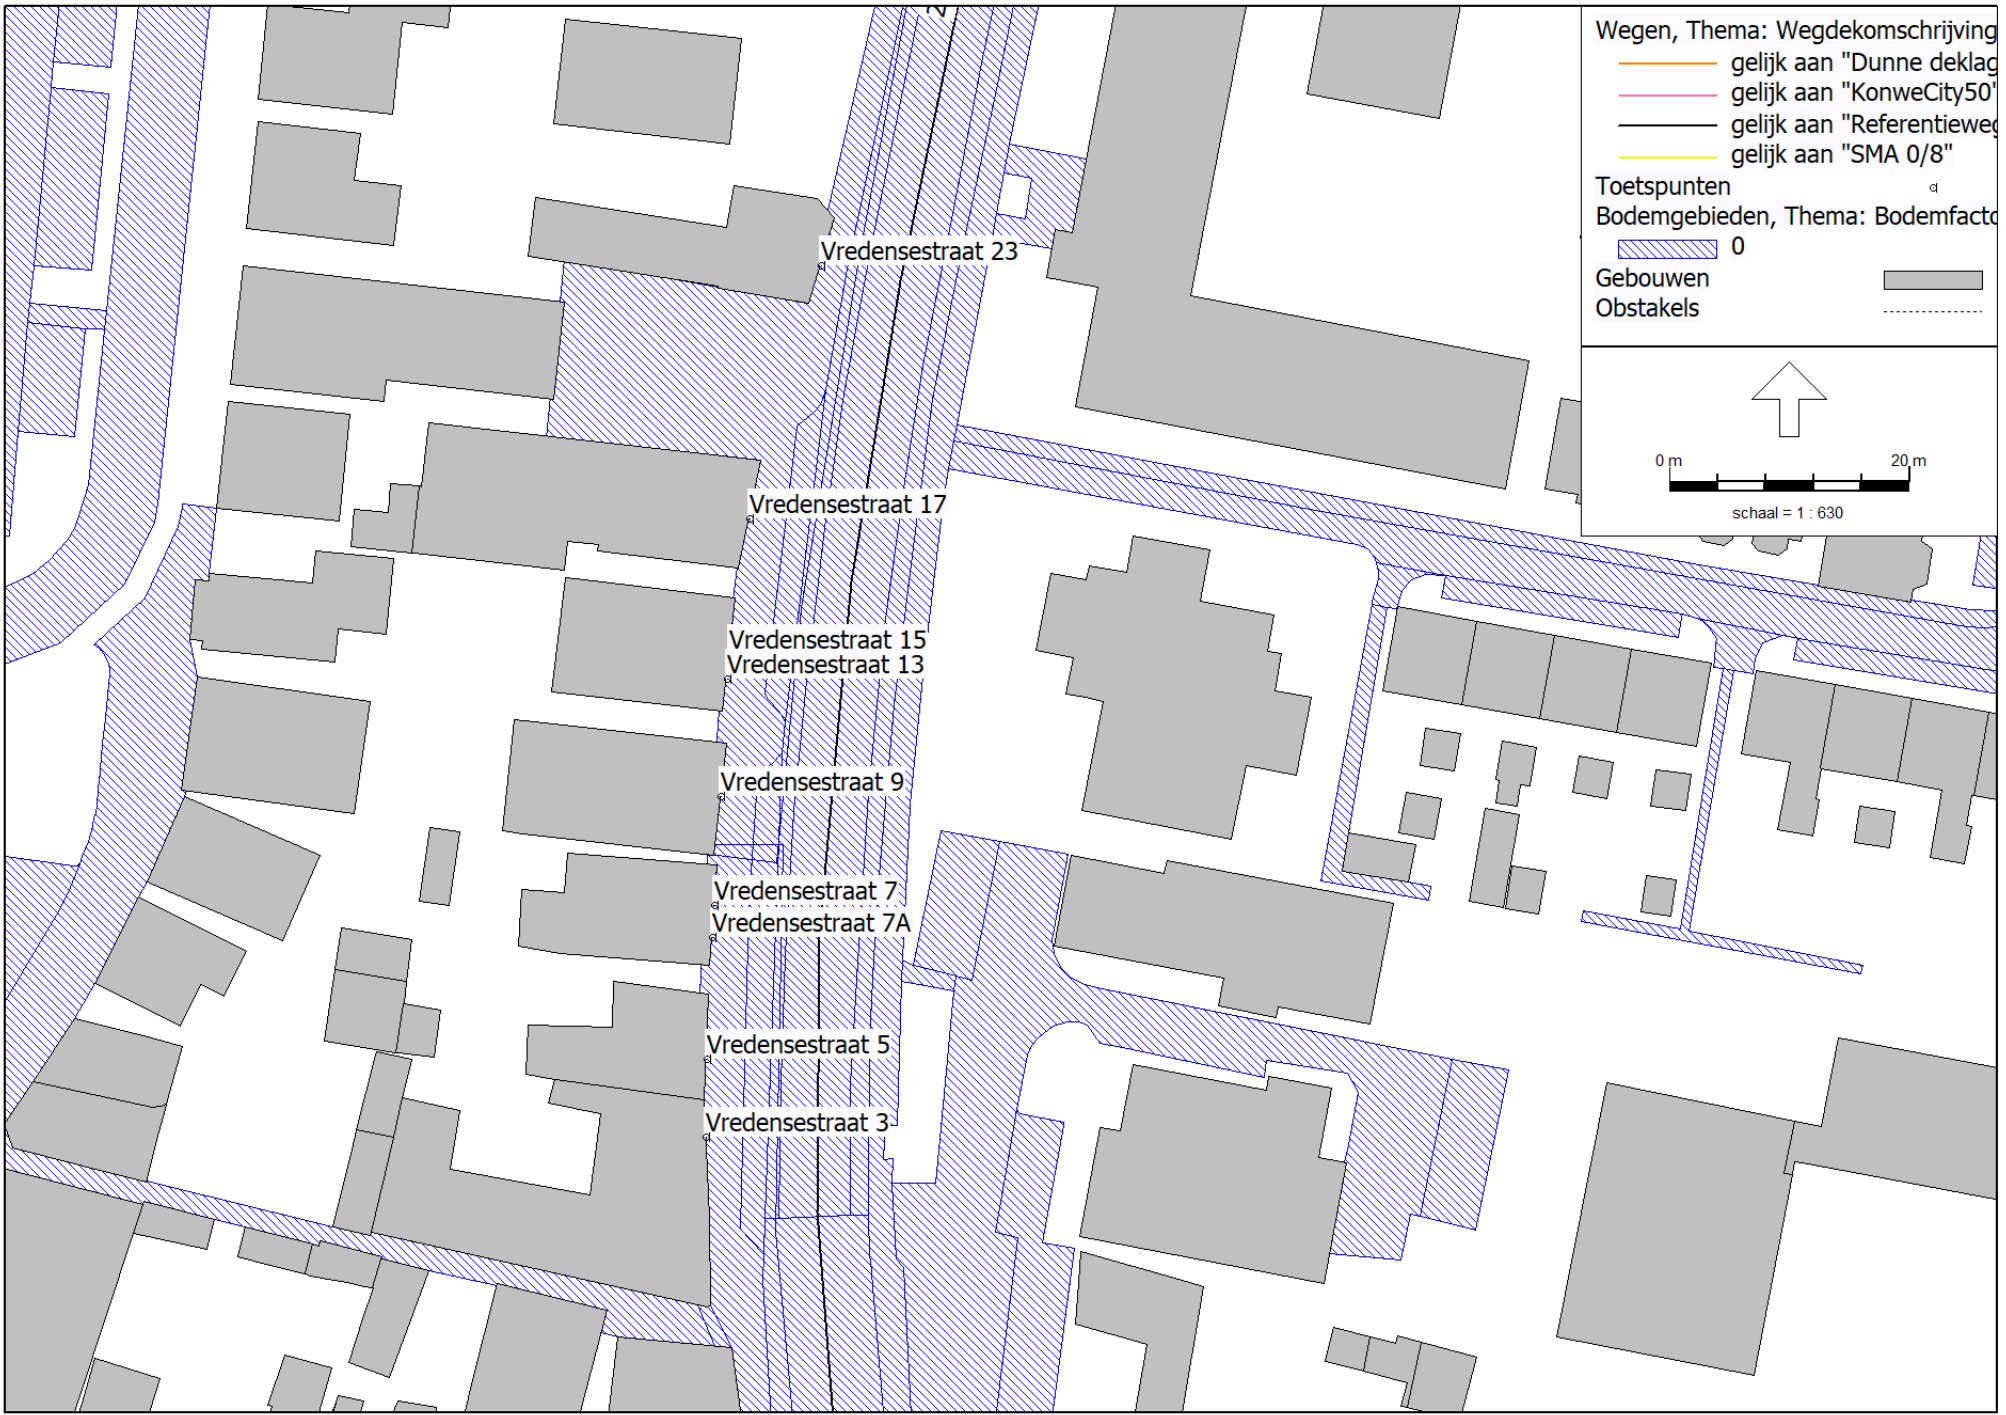 2
Wegen, Thema: Wegdekomschrijving
gelijk aan "Dunne deklag
gelijk aan "KonweCity50"
gelijk aan "Referentieweg
gelijk aan "SMA 0/8"
Toetspunten
Bodemgebieden, Thema: Bodemfacto
0
Gebouwen
Obstakels
0 m 20 m
schaal = 1 : 630
Vredensestraat 23
Vredensestraat 17
Vredensestraat 15
Vredensestraat 13
Vredensestraat 9
Vredensestraat 7
Vredensestraat 7A
Vredensestraat 5
Vredensestraat 3